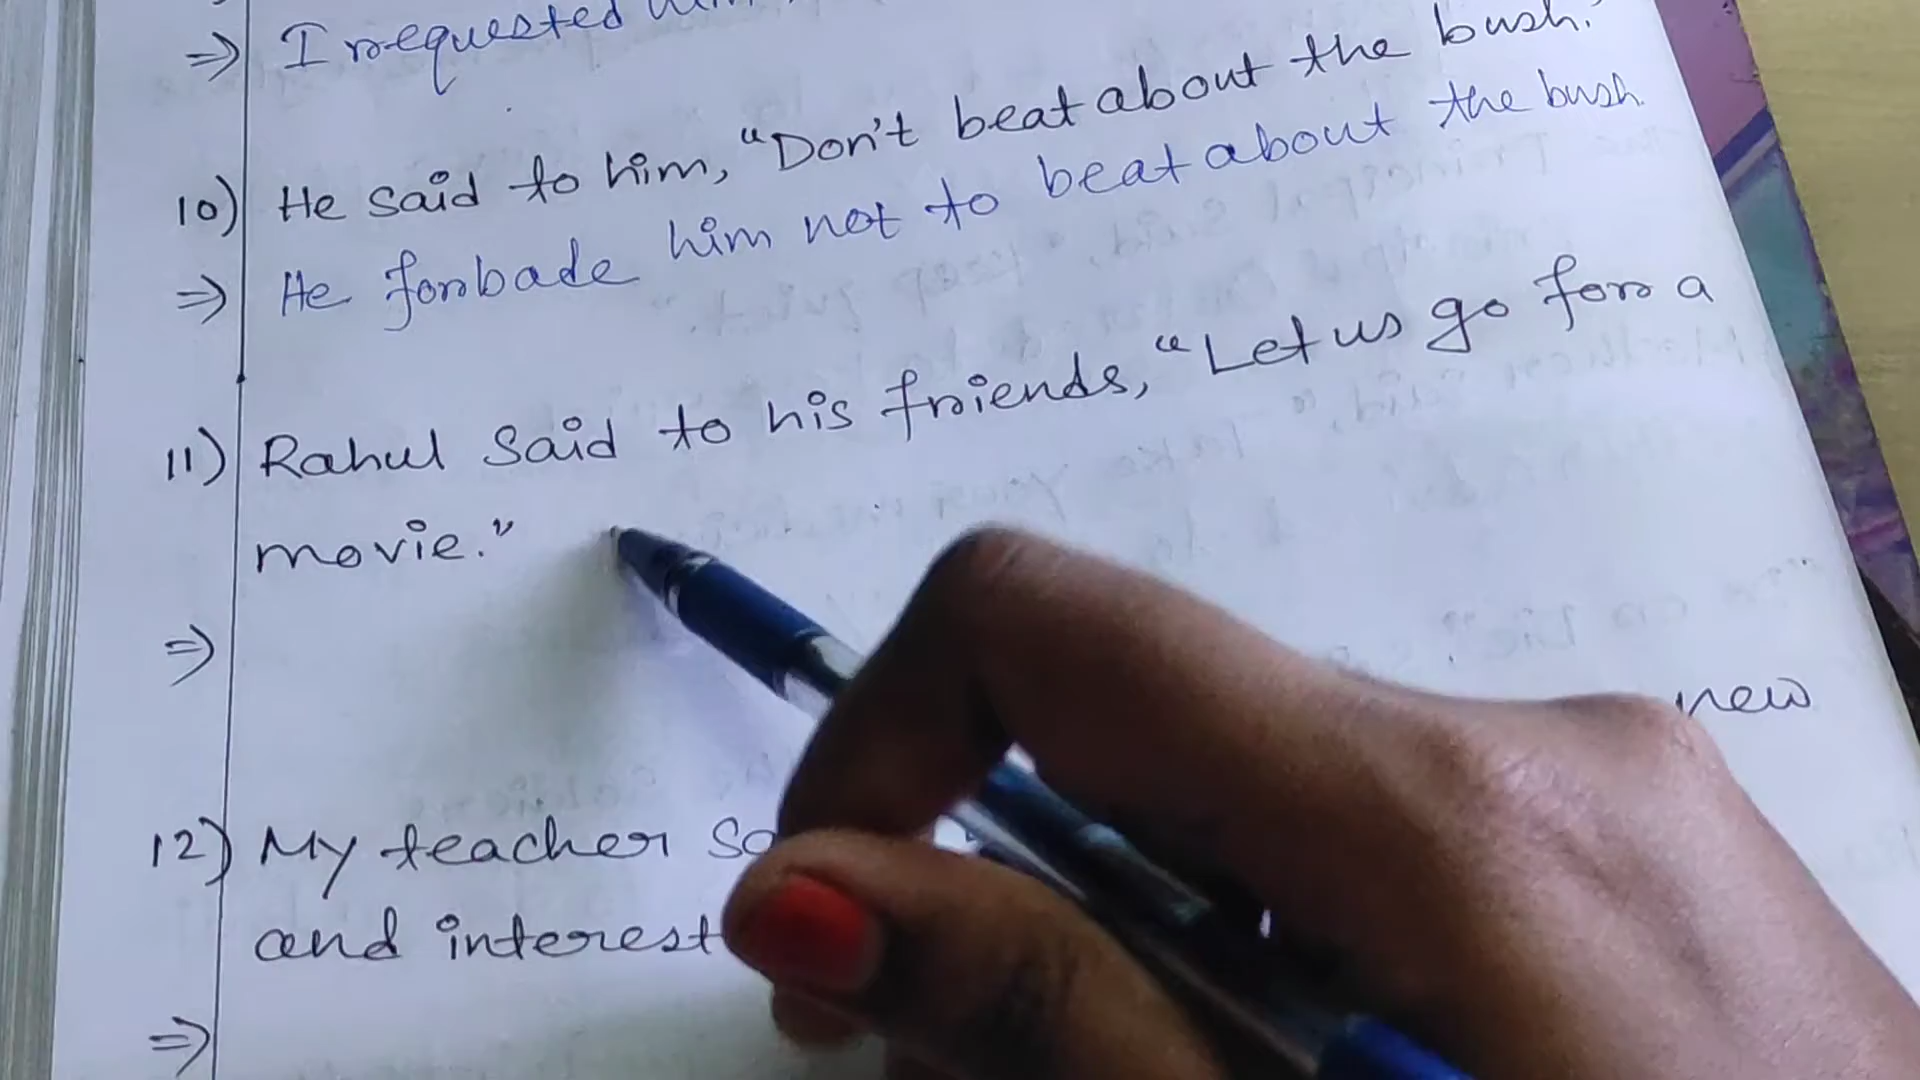 ⇒ I requested him
10) He said to him, "Don't beat about the bush."
⇒ He forbade him not to beat about the bush.
11) Rahul said to his friends, "Let us go for a
movie."
⇒
new
12) My teacher
and interest
⇒